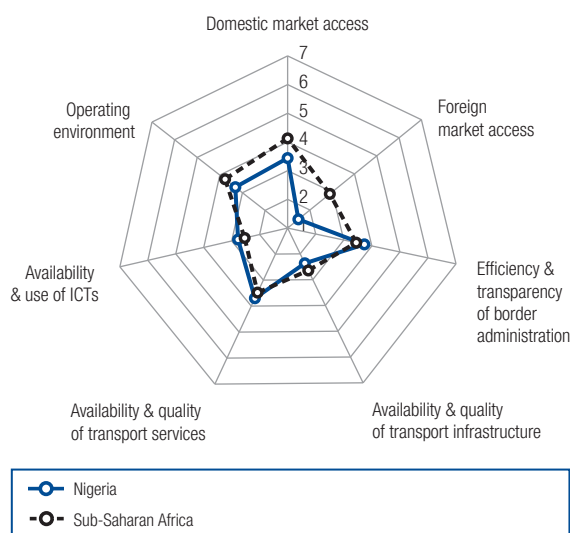 Domestic market access
7
6
5
4
3
2
1
Foreign
market access
Efficiency &
transparency
of border
administration
Availability & quality
of transport infrastructure
Availability & quality
of transport services
Availability
& use of ICTs
Operating
environment
Nigeria
Sub-Saharan Africa